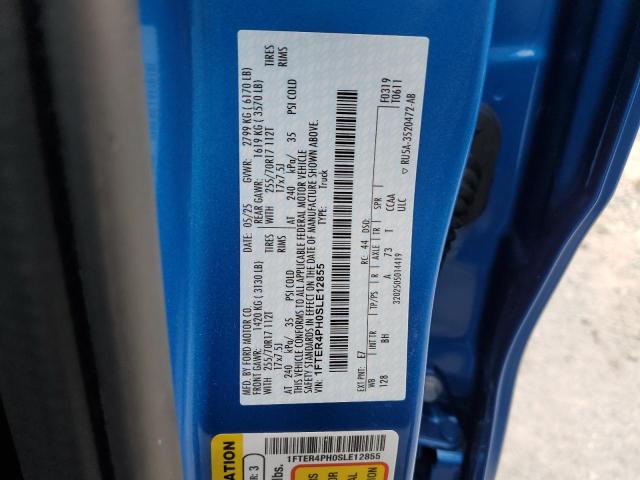 MFD. BY FORD MOTOR CO.
DATE: 05/25 GVWR: 2799 KG ( 6170 LB)
FRONT GAWR: 1420 KG ( 3130 LB) REAR GAWR: 1619 KG ( 3570 LB)
WITH 255/70R17 112T TIRES WITH 255/70R17 112T TIRES
17x7.5J RIMS 17x7.5J RIMS
AT 240 kPa/ 35 PSI COLD AT 240 kPa/ 35 PSI COLD
THIS VEHICLE CONFORMS TO ALL APPLICABLE FEDERAL MOTOR VEHICLE
SAFETY STANDARDS IN EFFECT ON THE DATE OF MANUFACTURE SHOWN ABOVE.
VIN: 1FTER4PH0SLE12855 TYPE: Truck
F0319
T0611
EXT PNT: E7 RC: 44 DSO:
WB INT TR TP/PS R AXLE TR SPR
128 BH A 73 T CCAA
ULC
3202505014419 ▽ RU5A-3520472-AB
1FTER4PH0SLE12855